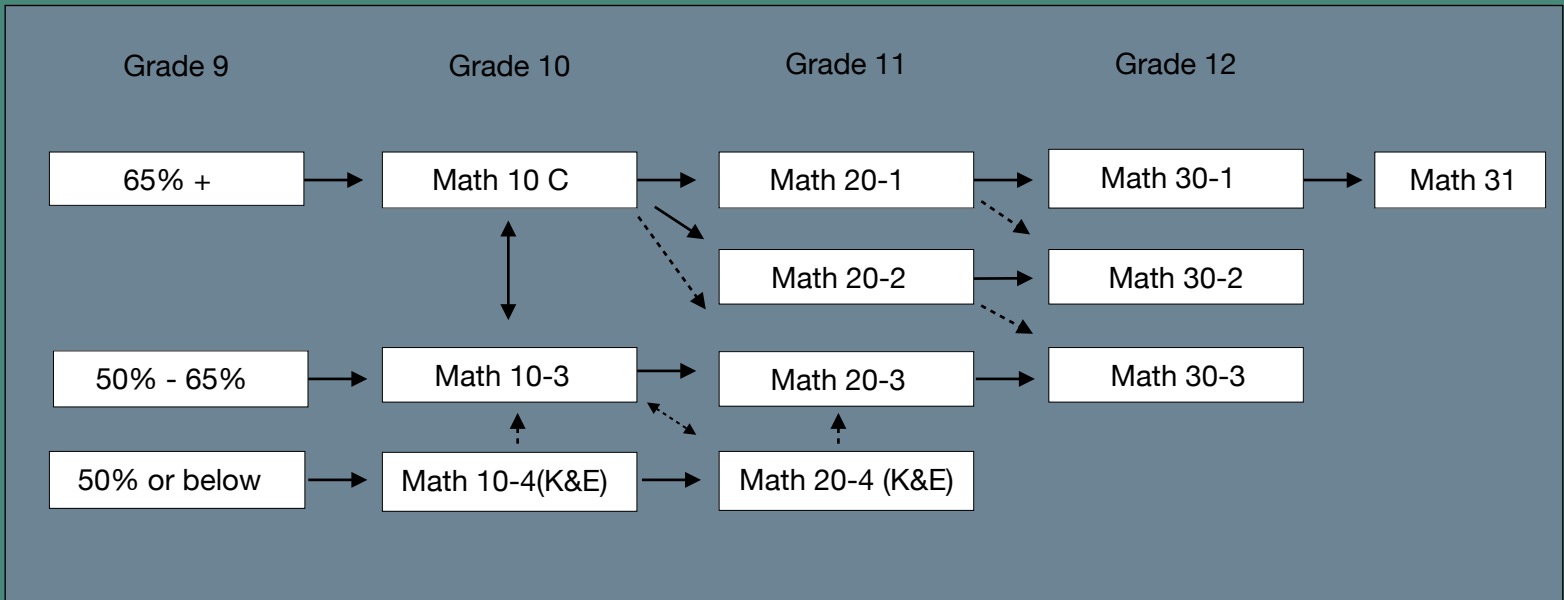 Grade 9
Grade 10
Grade 11
Grade 12
65% +
Math 10 C
Math 20-1
Math 30-1
Math 31
Math 20-2
Math 30-2
50% - 65%
Math 10-3
Math 20-3
Math 30-3
50% or below
Math 10-4(K&E)
Math 20-4 (K&E)